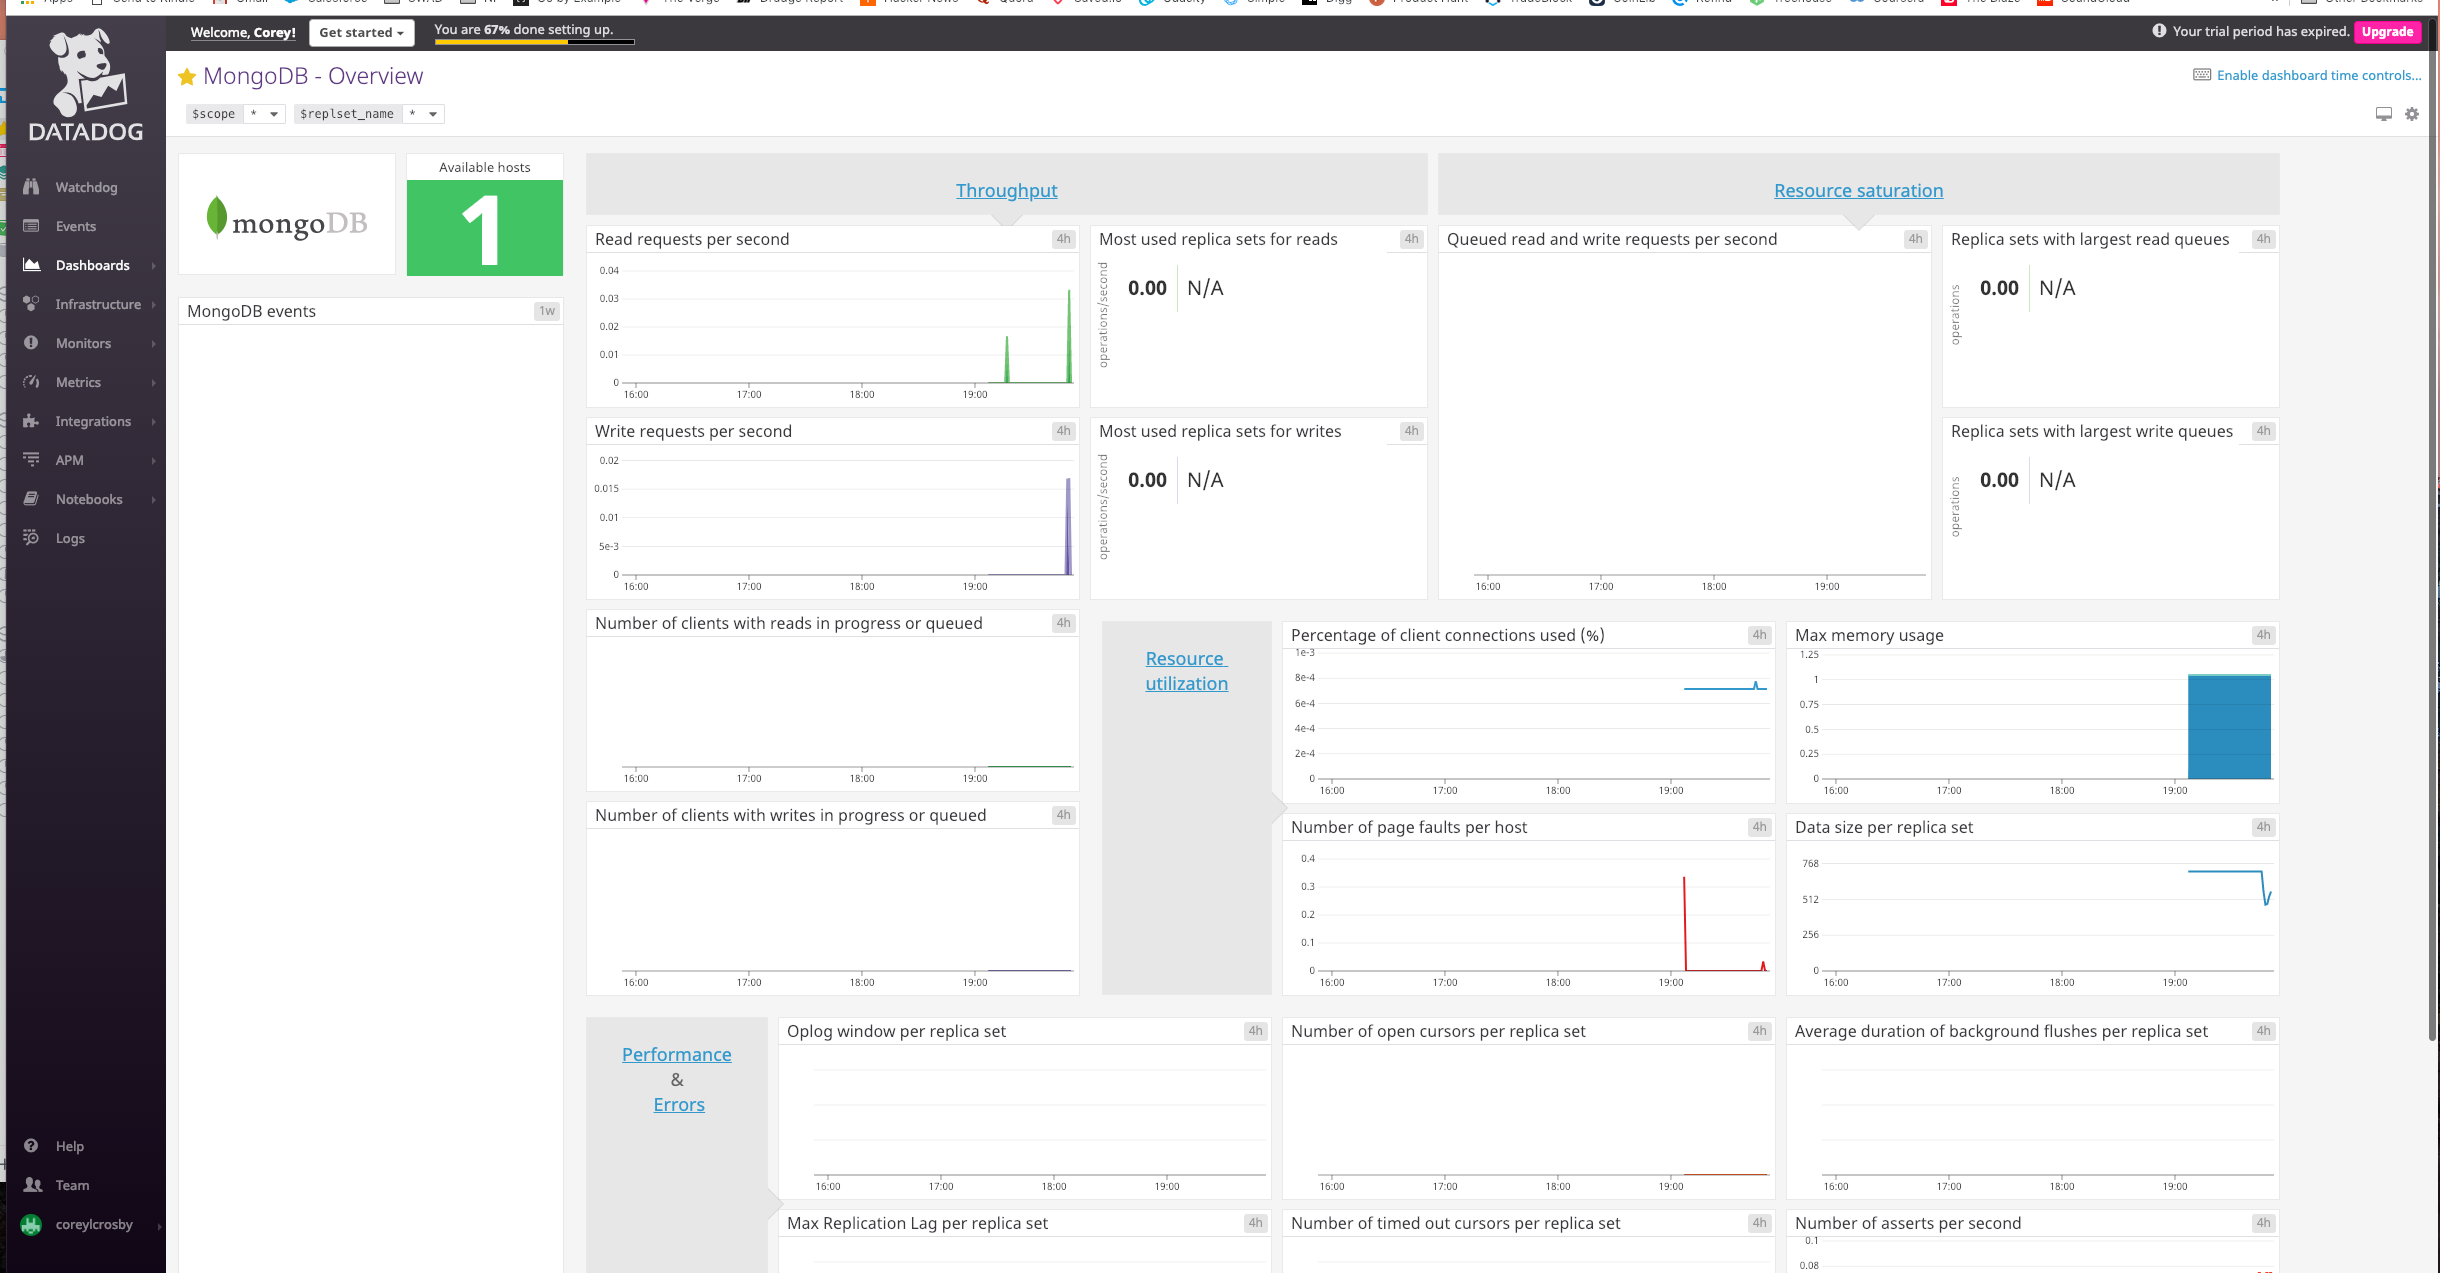 Welcome, Corey!
Get started
You are 67% done setting up.
Your trial period has expired.
Upgrade
DATADOG
Watchdog
Events
Dashboards
Infrastructure
Monitors
Metrics
Integrations
APM
Notebooks
Logs
Help
Team
coreylcrosby
MongoDB - Overview
Enable dashboard time controls...
$scope *
$replset_name *
mongoDB
Available hosts
1
MongoDB events 1w
Throughput
Read requests per second 4h
0.04
0.03
0.02
0.01
0
16:00 17:00 18:00 19:00
Most used replica sets for reads 4h
operations/second
0.00 N/A
Write requests per second 4h
0.02
0.015
0.01
5e-3
0
16:00 17:00 18:00 19:00
Most used replica sets for writes 4h
operations/second
0.00 N/A
Resource saturation
Queued read and write requests per second 4h
16:00 17:00 18:00 19:00
Replica sets with largest read queues 4h
operations
0.00 N/A
Replica sets with largest write queues 4h
operations
0.00 N/A
Number of clients with reads in progress or queued 4h
16:00 17:00 18:00 19:00
Number of clients with writes in progress or queued 4h
16:00 17:00 18:00 19:00
Resource
utilization
Percentage of client connections used (%) 4h
1e-3
8e-4
6e-4
4e-4
2e-4
0
16:00 17:00 18:00 19:00
Max memory usage 4h
1.25
1
0.75
0.5
0.25
0
16:00 17:00 18:00 19:00
Number of page faults per host 4h
0.4
0.3
0.2
0.1
0
16:00 17:00 18:00 19:00
Data size per replica set 4h
768
512
256
0
16:00 17:00 18:00 19:00
Performance
&
Errors
Oplog window per replica set 4h
16:00 17:00 18:00 19:00
Number of open cursors per replica set 4h
16:00 17:00 18:00 19:00
Average duration of background flushes per replica set 4h
16:00 17:00 18:00 19:00
Max Replication Lag per replica set 4h
Number of timed out cursors per replica set 4h
Number of asserts per second 4h
0.1
0.08